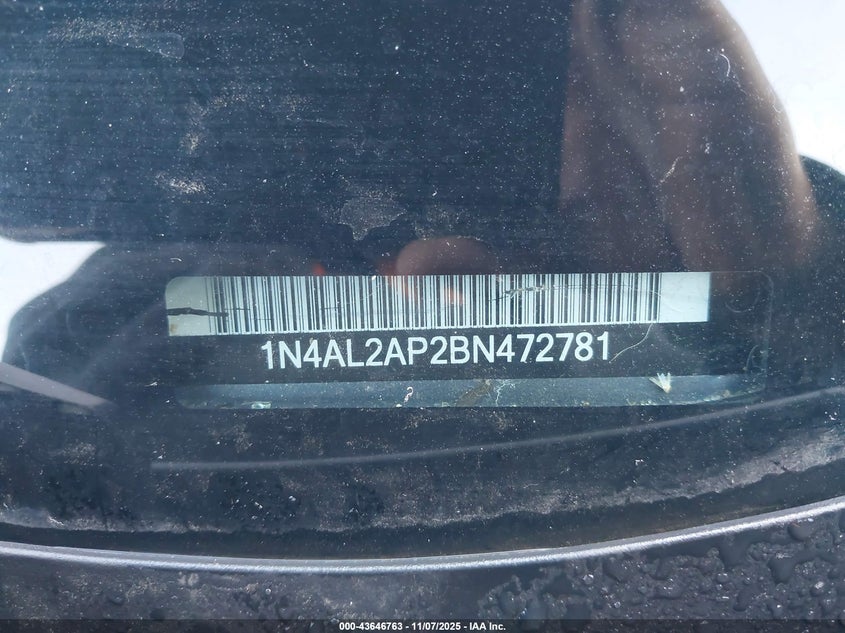 1N4AL2AP2BN472781
000-43646763 - 11/07/2025 - IAA Inc.